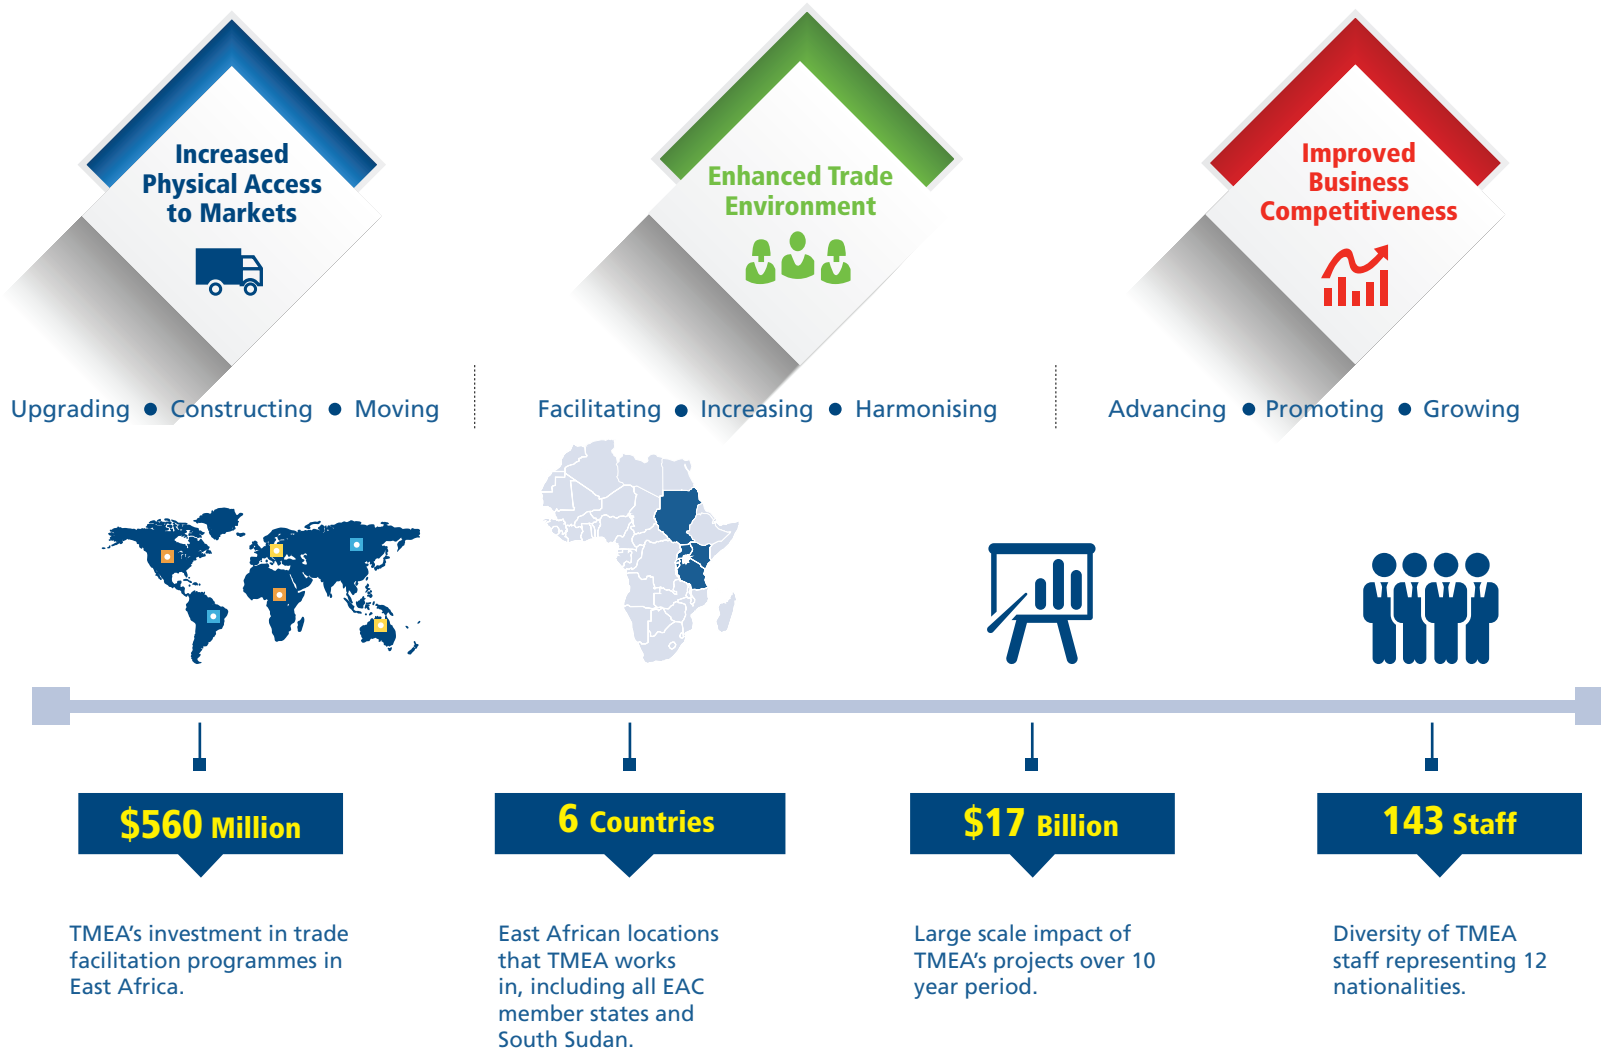 Increased
Physical Access
to Markets
Enhanced Trade
Environment
Improved
Business
Competitiveness
Upgrading ● Constructing ● Moving
Facilitating ● Increasing ● Harmonising
Advancing ● Promoting ● Growing
$560 Million
6 Countries
$17 Billion
143 Staff
TMEA's investment in trade
facilitation programmes in
East Africa.
East African locations
that TMEA works
in, including all EAC
member states and
South Sudan.
Large scale impact of
TMEA's projects over 10
year period.
Diversity of TMEA
staff representing 12
nationalities.